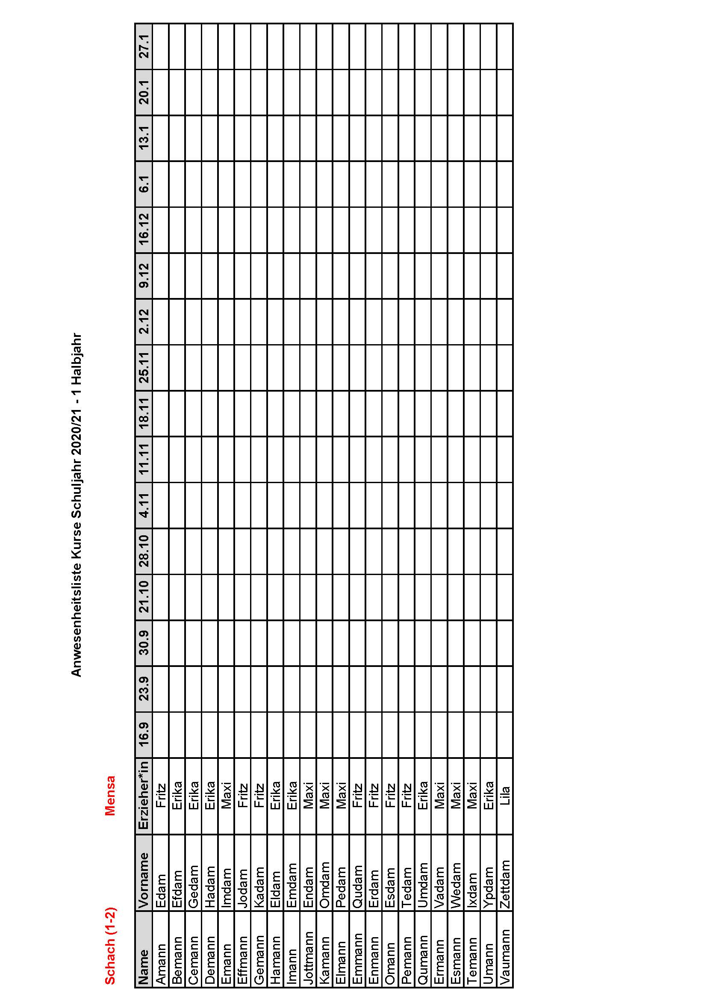 Anwesenheitsliste Kurse Schuljahr 2020/21 - 1 Halbjahr
Schach (1-2) Mensa
Name Vorname Erzieher*in 16.9 23.9 30.9 21.10 28.10 4.11 11.11 18.11 25.11 2.12 9.12 16.12 6.1 13.1 20.1 27.1
Amann Edam Fritz
Bemann Efdam Erika
Cemann Gedam Erika
Demann Hadam Erika
Emann Imdam Maxi
Effmann Jodam Fritz
Gemann Kadam Fritz
Hamann Eldam Erika
Imann Emdam Erika
Jottmann Endam Maxi
Kamann Omdam Maxi
Elmann Pedam Maxi
Emmann Qudam Fritz
Enmann Erdam Fritz
Omann Esdam Fritz
Pemann Tedam Fritz
Qumann Umdam Erika
Ermann Vadam Maxi
Esmann Wedam Maxi
Temann Ixdam Maxi
Umann Ypdam Erika
Vaumann Zettdam Lila